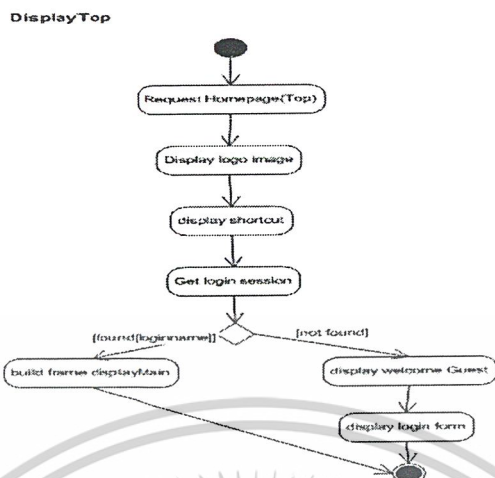 DisplayTop
Request Homepage(Top)
Display logo image
display shortcut
Get login session
[found[loginname]]
[not found]
build frame displayMain
display welcome Guest
display login form